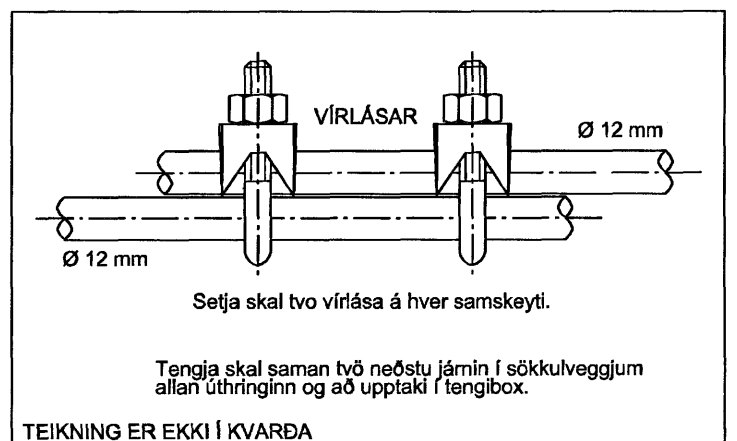 VÍRLÁSAR
Ø 12 mm
Ø 12 mm
Setja skal tvo vírlása á hver samskeyti.
Tengja skal saman tvö neðstu járnin í sökkulveggjum
allan úthringinn og að upptaki í tengibox.
TEIKNING ER EKKI Í KVARÐA